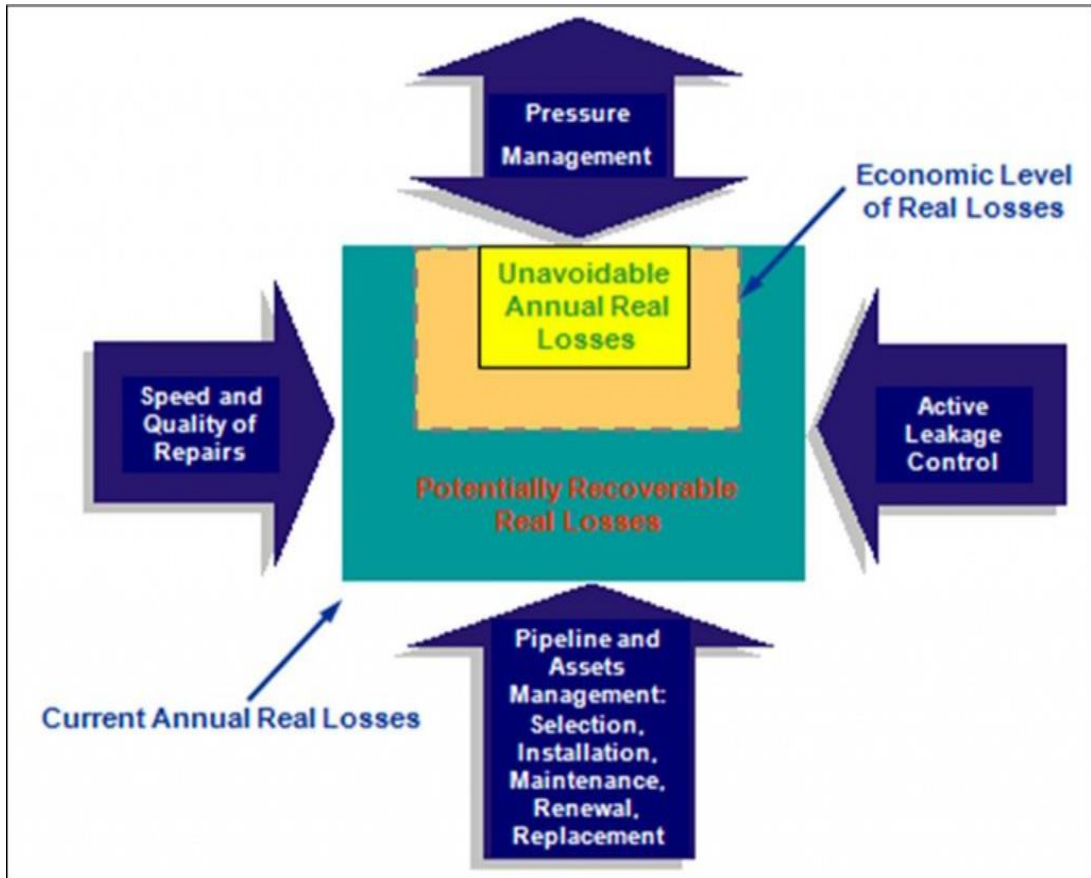 Pressure
Management
Economic Level
of Real Losses
Unavoidable
Annual Real
Losses
Speed and
Quality of
Repairs
Active
Leakage
Control
Potentially Recoverable
Real Losses
Pipeline and
Assets
Management:
Selection,
Installation,
Maintenance,
Renewal,
Replacement
Current Annual Real Losses